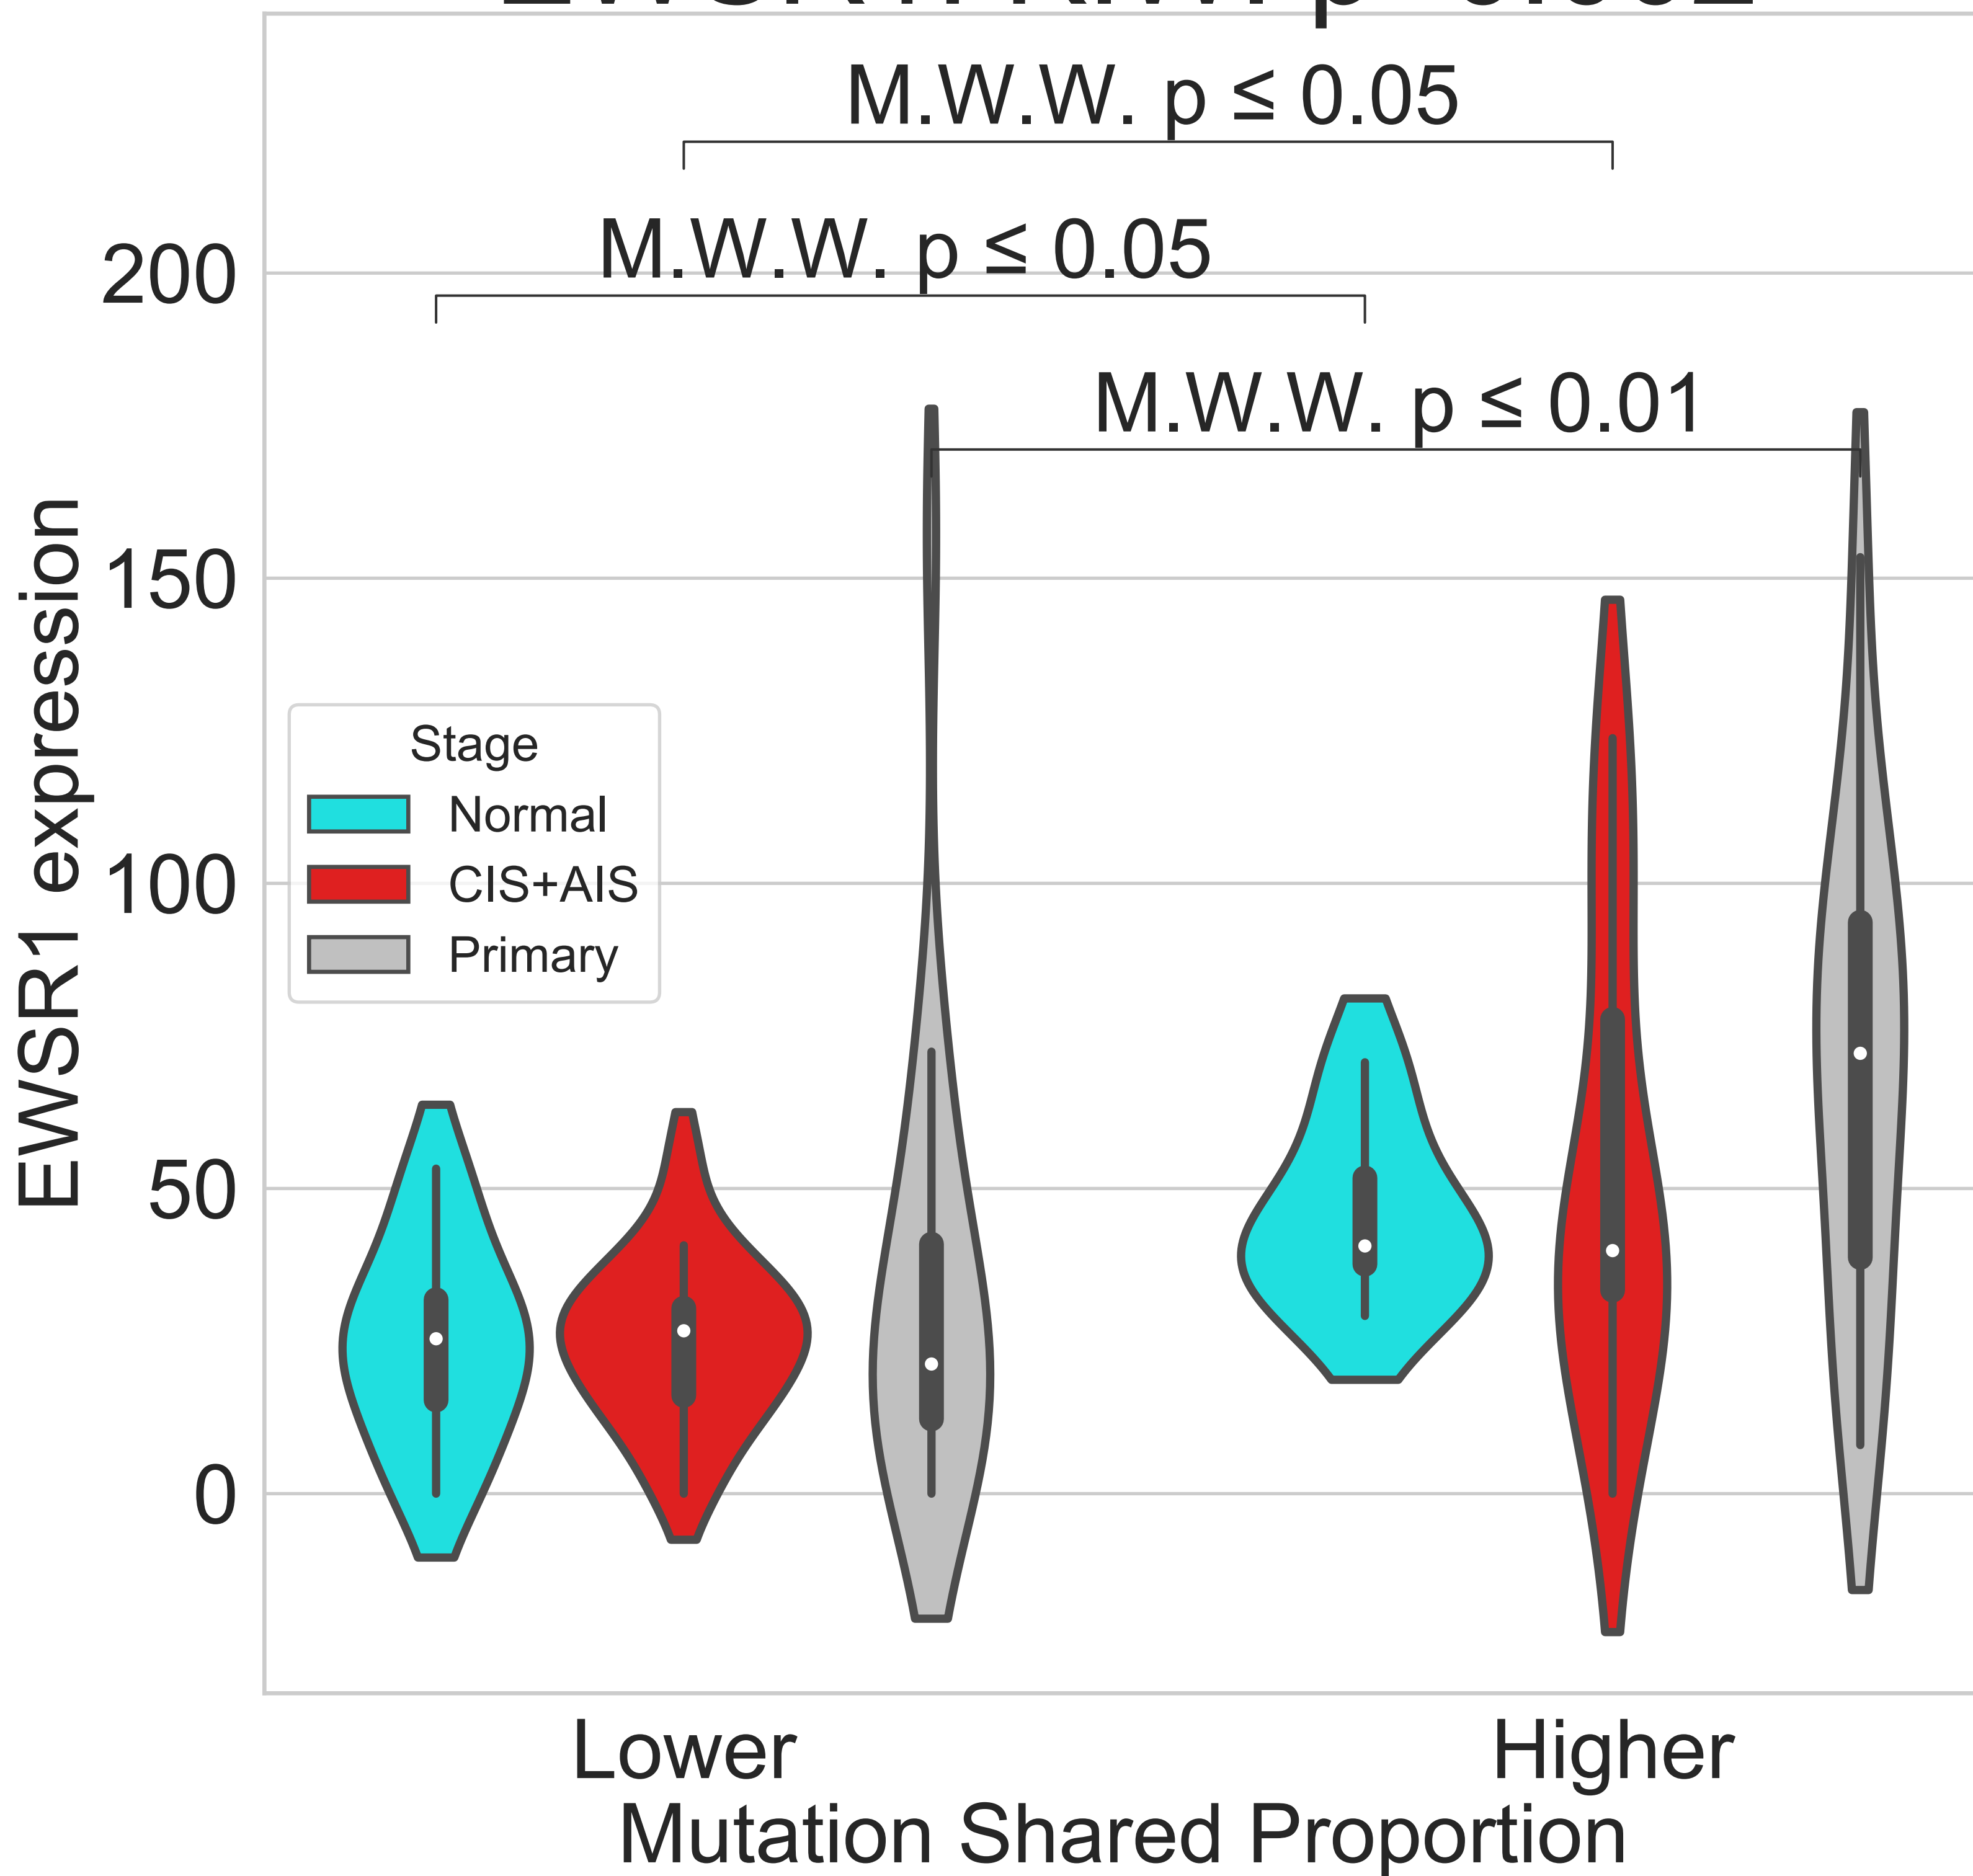 M.W.W. p ≤ 0.05
M.W.W. p ≤ 0.05
M.W.W. p ≤ 0.01
EWSR1 expression
200
150
100
50
0
Stage
Normal
CIS+AIS
Primary
Lower
Higher
Mutation Shared Proportion